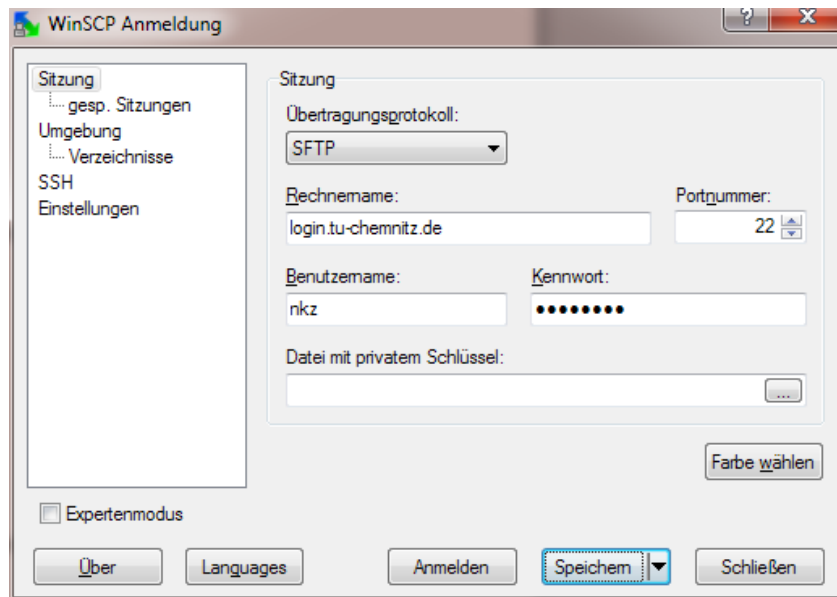 WinSCP Anmeldung
?
X
Sitzung
gesp. Sitzungen
Umgebung
Verzeichnisse
SSH
Einstellungen
Sitzung
Übertragungsprotokoll:
SFTP
Rechnername: Portnummer:
login.tu-chemnitz.de 22
Benutzername: Kennwort:
nkz ●●●●●●●●
Datei mit privatem Schlüssel:
...
Farbe wählen
Expertenmodus
Über Languages Anmelden Speichern Schließen